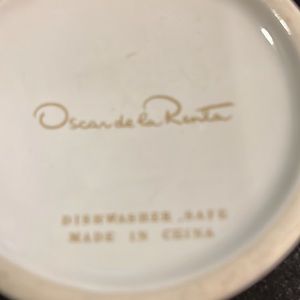 Oscar de la Renta
DISHWASHER SAFE
MADE IN CHINA